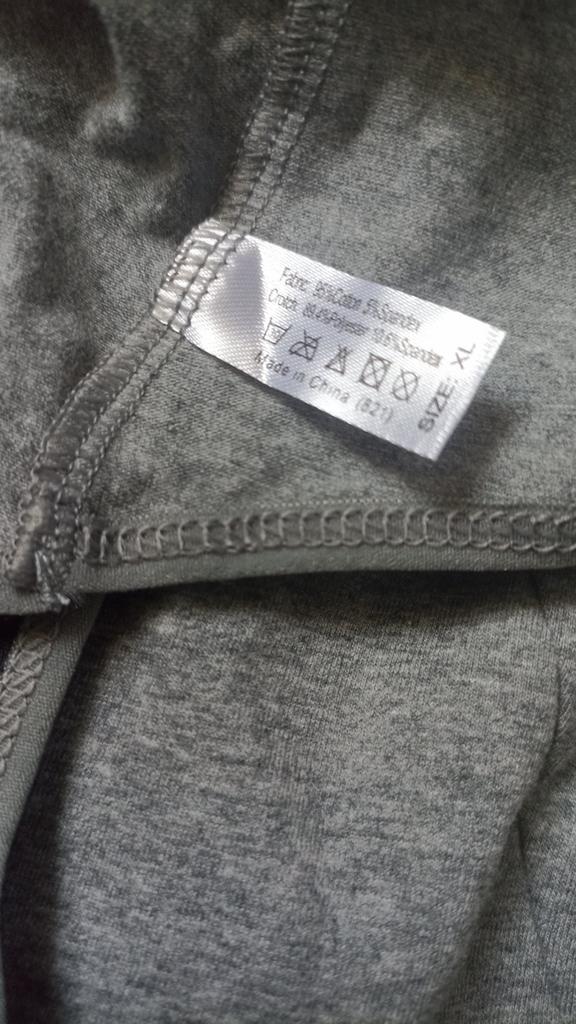 Fabric: 95%Cotton 5%Spandex
Crotch: 89.4%Polyester 10.6%Spandex
Made in China (821)
SIZE: XL